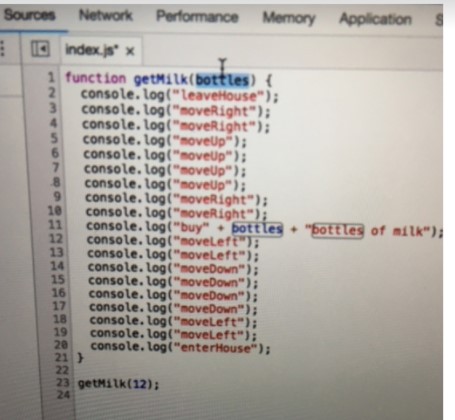 Sources Network Performance Memory Application S
index.js* ×
1 function getMilk(bottles) {
2 console.log("leaveHouse");
3 console.log("moveRight");
4 console.log("moveRight");
5 console.log("moveUp");
6 console.log("moveUp");
7 console.log("moveUp");
8 console.log("moveUp");
9 console.log("moveRight");
10 console.log("moveRight");
11 console.log("buy" + bottles + "bottles of milk");
12 console.log("moveLeft");
13 console.log("moveLeft");
14 console.log("moveDown");
15 console.log("moveDown");
16 console.log("moveDown");
17 console.log("moveDown");
18 console.log("moveLeft");
19 console.log("moveLeft");
20 console.log("enterHouse");
21 }
22
23 getMilk(12);
24